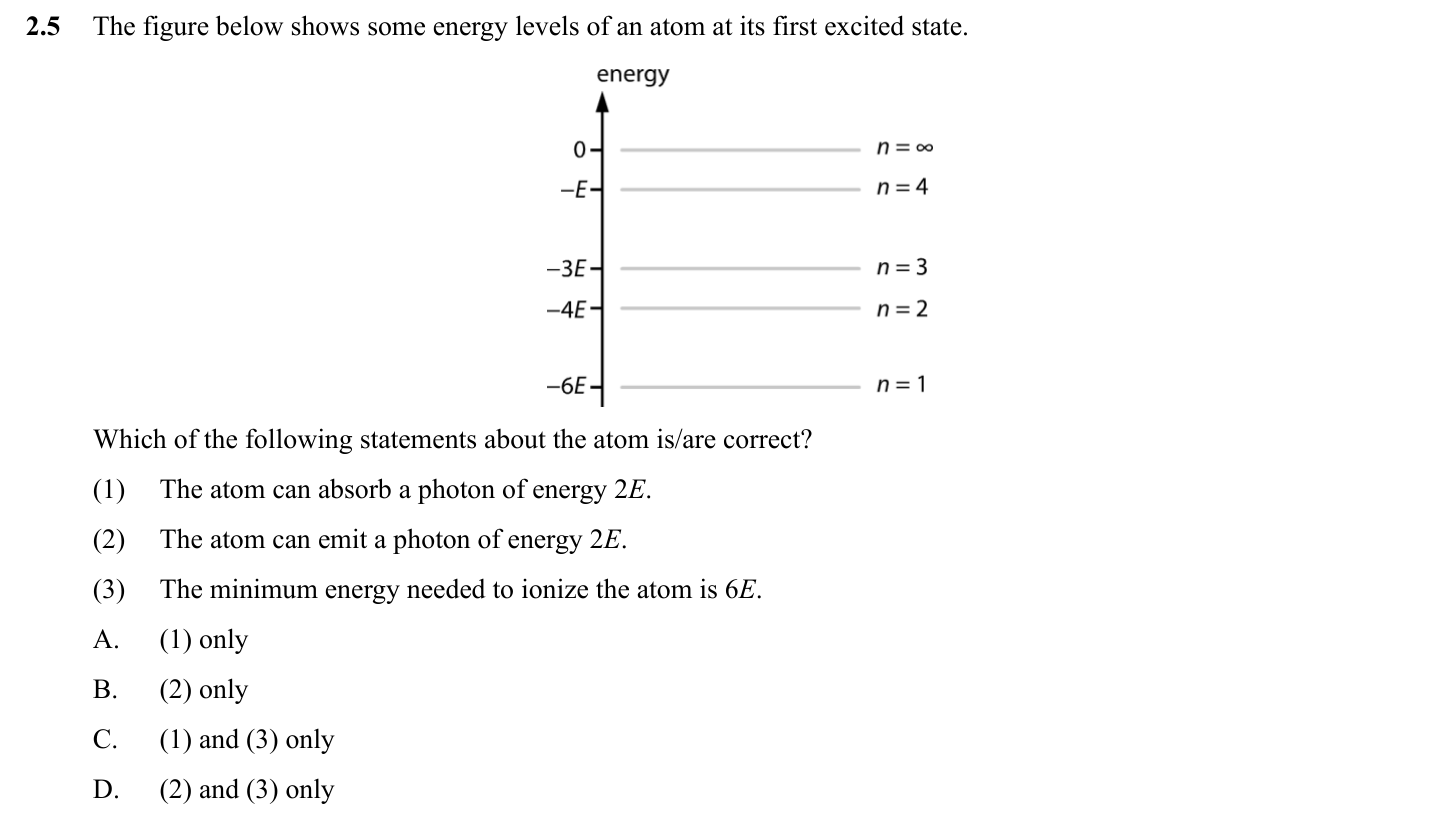 2.5 The figure below shows some energy levels of an atom at its first excited state.
energy
0 n = ∞
–E n = 4
–3E n = 3
–4E n = 2
–6E n = 1
Which of the following statements about the atom is/are correct?
(1) The atom can absorb a photon of energy 2E.
(2) The atom can emit a photon of energy 2E.
(3) The minimum energy needed to ionize the atom is 6E.
A. (1) only
B. (2) only
C. (1) and (3) only
D. (2) and (3) only